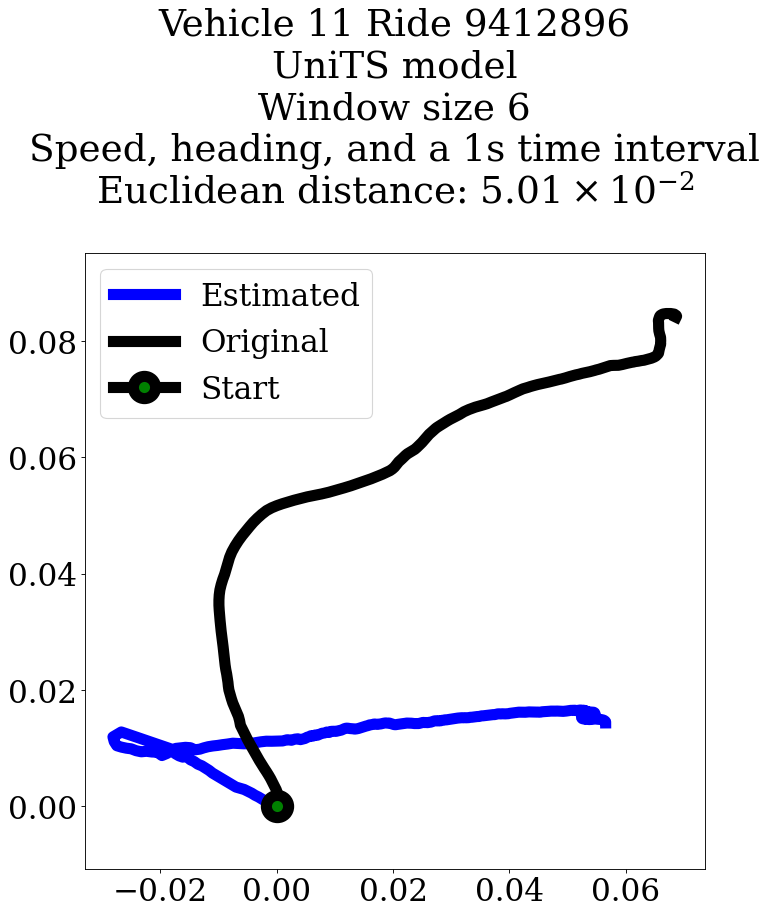 Vehicle 11 Ride 9412896
UniTS model
Window size 6
Speed, heading, and a 1s time interval
Euclidean distance: 5.01 × 10⁻²
Estimated
Original
Start
0.08
0.06
0.04
0.02
0.00
−0.02 0.00 0.02 0.04 0.06